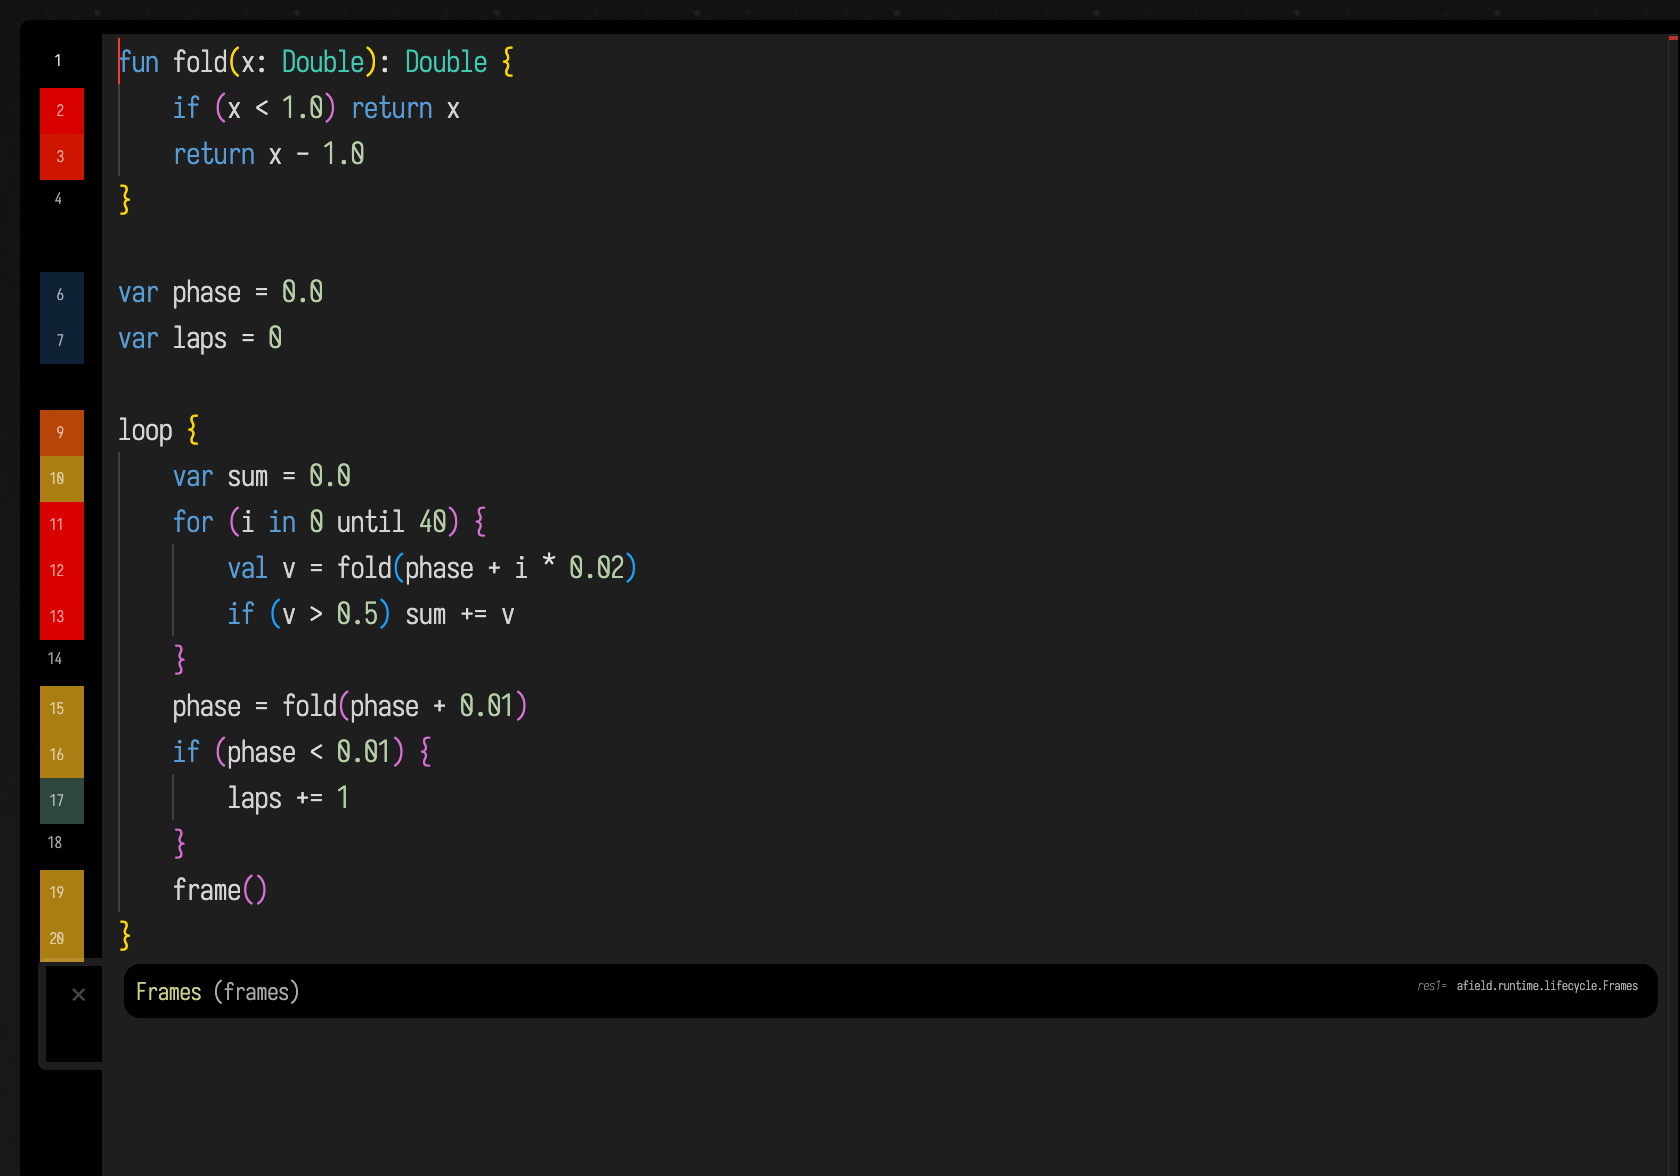 1 fun fold(x: Double): Double {
2     if (x < 1.0) return x
3     return x - 1.0
4 }
6 var phase = 0.0
7 var laps = 0
9 loop {
10     var sum = 0.0
11     for (i in 0 until 40) {
12         val v = fold(phase + i * 0.02)
13         if (v > 0.5) sum += v
14     }
15     phase = fold(phase + 0.01)
16     if (phase < 0.01) {
17         laps += 1
18     }
19     frame()
20 }
× Frames (frames) res1= afield.runtime.lifecycle.Frames